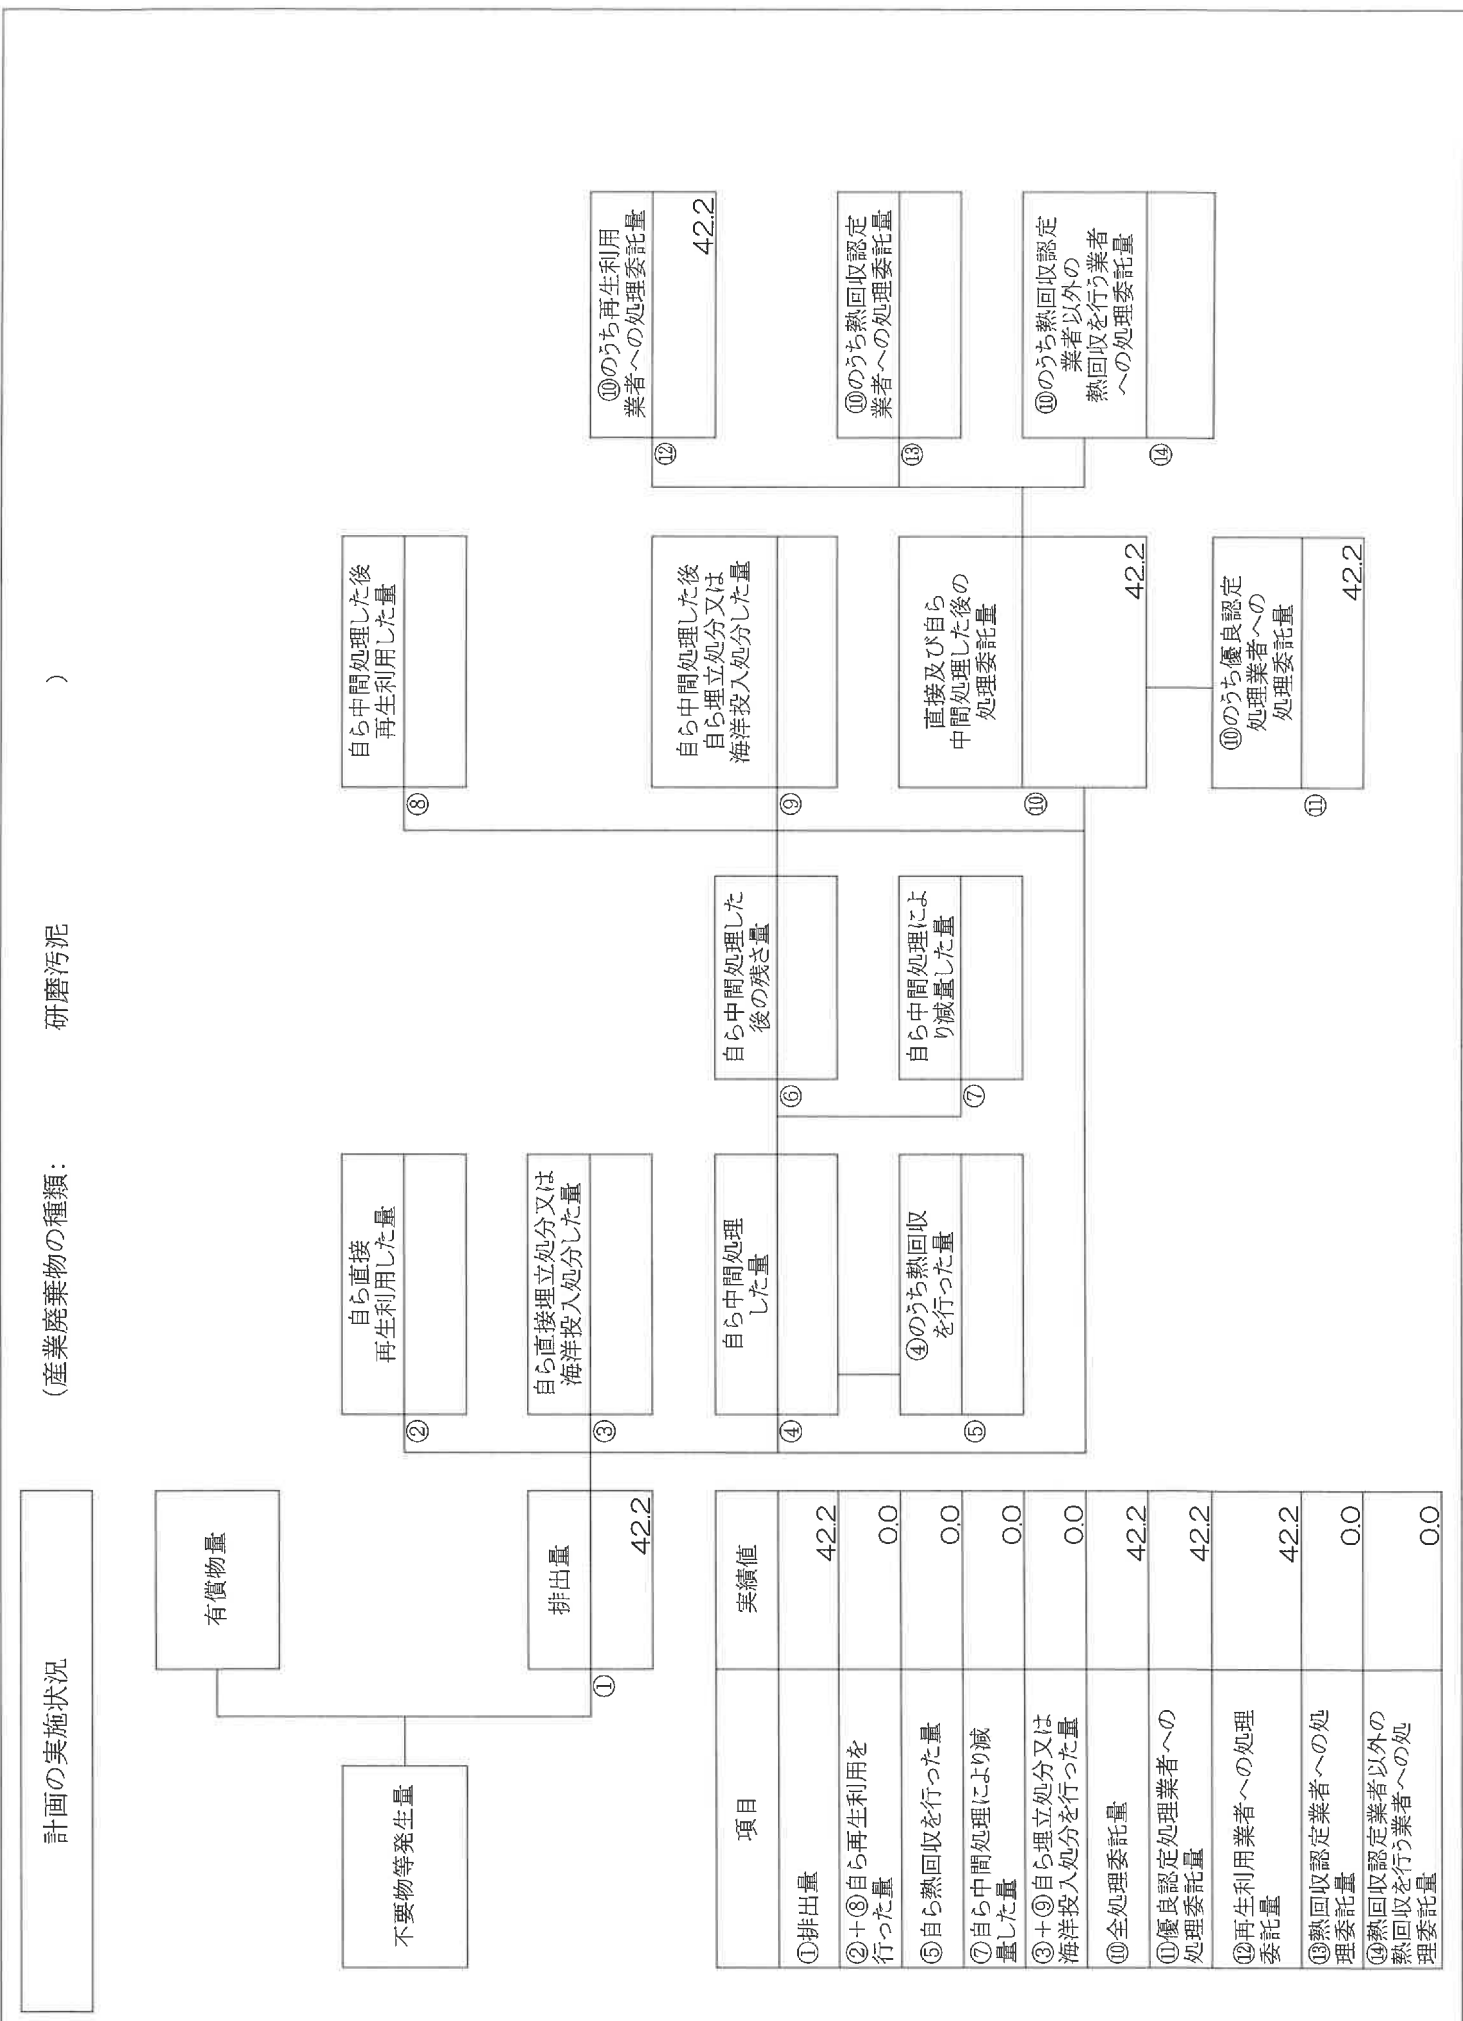 計画の実施状況
(産業廃棄物の種類: 研磨汚泥 )
不要物等発生量
有償物量
排出量
①
42.2
自ら直接
再生利用した量
②
自ら直接埋立処分又は
海洋投入処分した量
③
自ら中間処理
した量
④
④のうち熱回収
を行った量
⑤
自ら中間処理した
後の残さ量
⑥
自ら中間処理によ
り減量した量
⑦
自ら中間処理した後
再生利用した量
⑧
自ら中間処理した後
自ら埋立処分又は
海洋投入処分した量
⑨
直接及び自ら
中間処理した後の
処理委託量
⑩
42.2
⑩のうち優良認定
処理業者への
処理委託量
⑪
42.2
⑩のうち再生利用
業者への処理委託量
⑫
42.2
⑩のうち熱回収認定
業者への処理委託量
⑬
⑩のうち熱回収認定
業者以外の
熱回収を行う業者
への処理委託量
⑭
項目 実績値
①排出量 42.2
②+⑧自ら再生利用を
行った量 0.0
⑤自ら熱回収を行った量 0.0
⑦自ら中間処理により減
量した量 0.0
③+⑨自ら埋立処分又は
海洋投入処分を行った量 0.0
⑩全処理委託量 42.2
⑪優良認定処理業者への
処理委託量 42.2
⑫再生利用業者への処理
委託量 42.2
⑬熱回収認定業者への処
理委託量 0.0
⑭熱回収認定業者以外の
熱回収を行う業者への処
理委託量 0.0